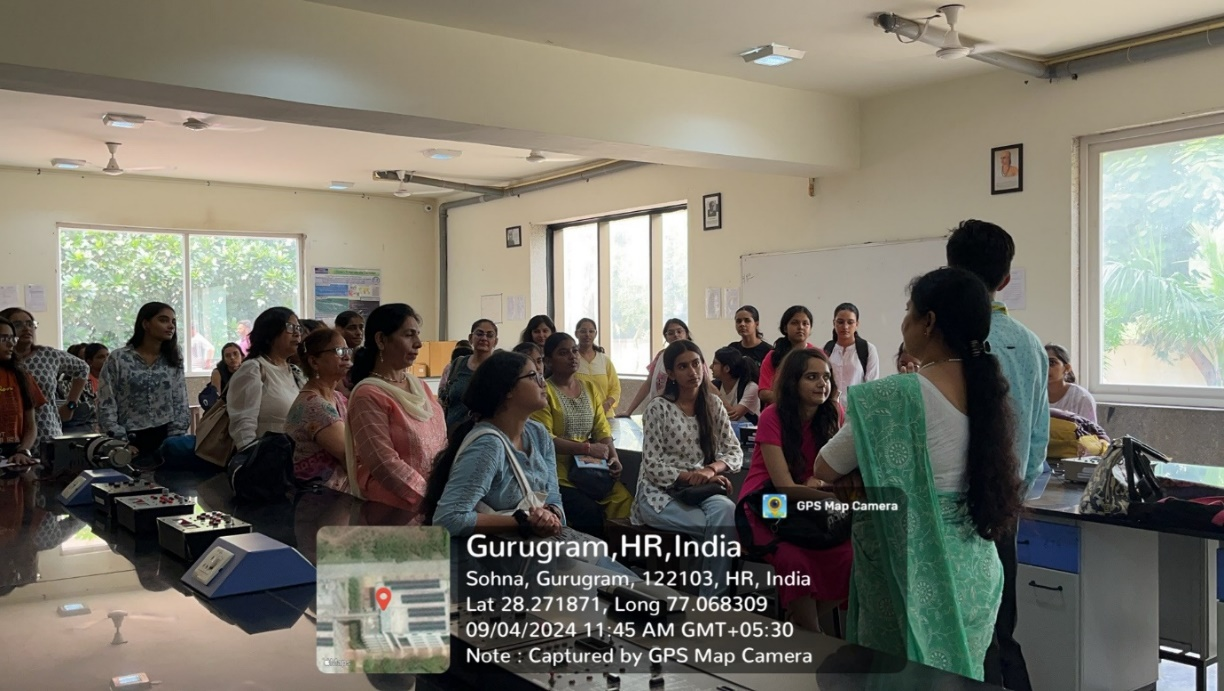 GPS Map Camera
Gurugram,HR,India
Sohna, Gurugram, 122103, HR, India
Lat 28.271871, Long 77.068309
09/04/2024 11:45 AM GMT+05:30
Note : Captured by GPS Map Camera